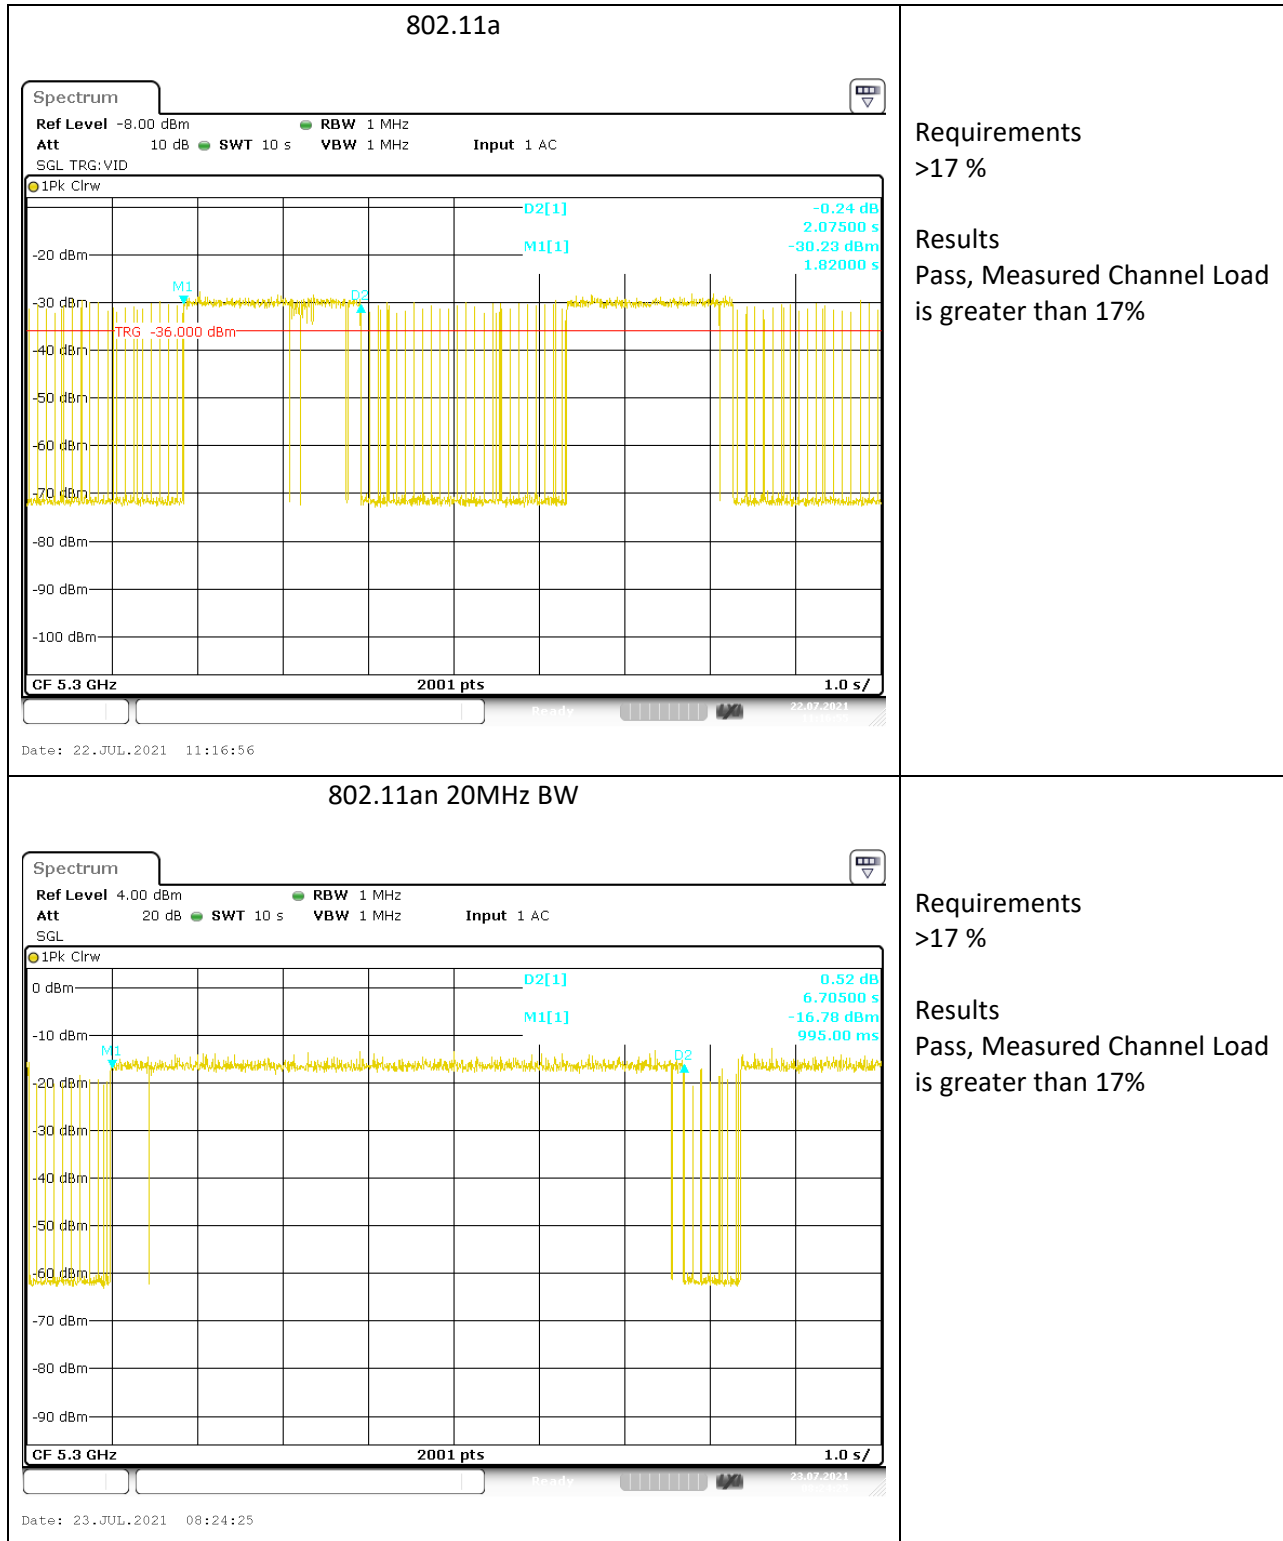 802.11a
Spectrum
Ref Level -8.00 dBm RBW 1 MHz
Att 10 dB SWT 10 s VBW 1 MHz Input 1 AC
SGL TRG:VID
1Pk Clrw
D2[1] -0.24 dB
2.07500 s
M1[1] -30.23 dBm
1.82000 s
-20 dBm
M1
D2
-30 dBm
TRG -36.000 dBm
-40 dBm
-50 dBm
-60 dBm
-70 dBm
-80 dBm
-90 dBm
-100 dBm
CF 5.3 GHz 2001 pts 1.0 s/
Ready 22.07.2021
Date: 22.JUL.2021 11:16:56
Requirements
>17 %
Results
Pass, Measured Channel Load
is greater than 17%
802.11an 20MHz BW
Spectrum
Ref Level 4.00 dBm RBW 1 MHz
Att 20 dB SWT 10 s VBW 1 MHz Input 1 AC
SGL
1Pk Clrw
D2[1] 0.52 dB
6.70500 s
M1[1] -16.78 dBm
995.00 ms
0 dBm
-10 dBm
M1
D2
-20 dBm
-30 dBm
-40 dBm
-50 dBm
-60 dBm
-70 dBm
-80 dBm
-90 dBm
CF 5.3 GHz 2001 pts 1.0 s/
Ready 23.07.2021
Date: 23.JUL.2021 08:24:25
Requirements
>17 %
Results
Pass, Measured Channel Load
is greater than 17%